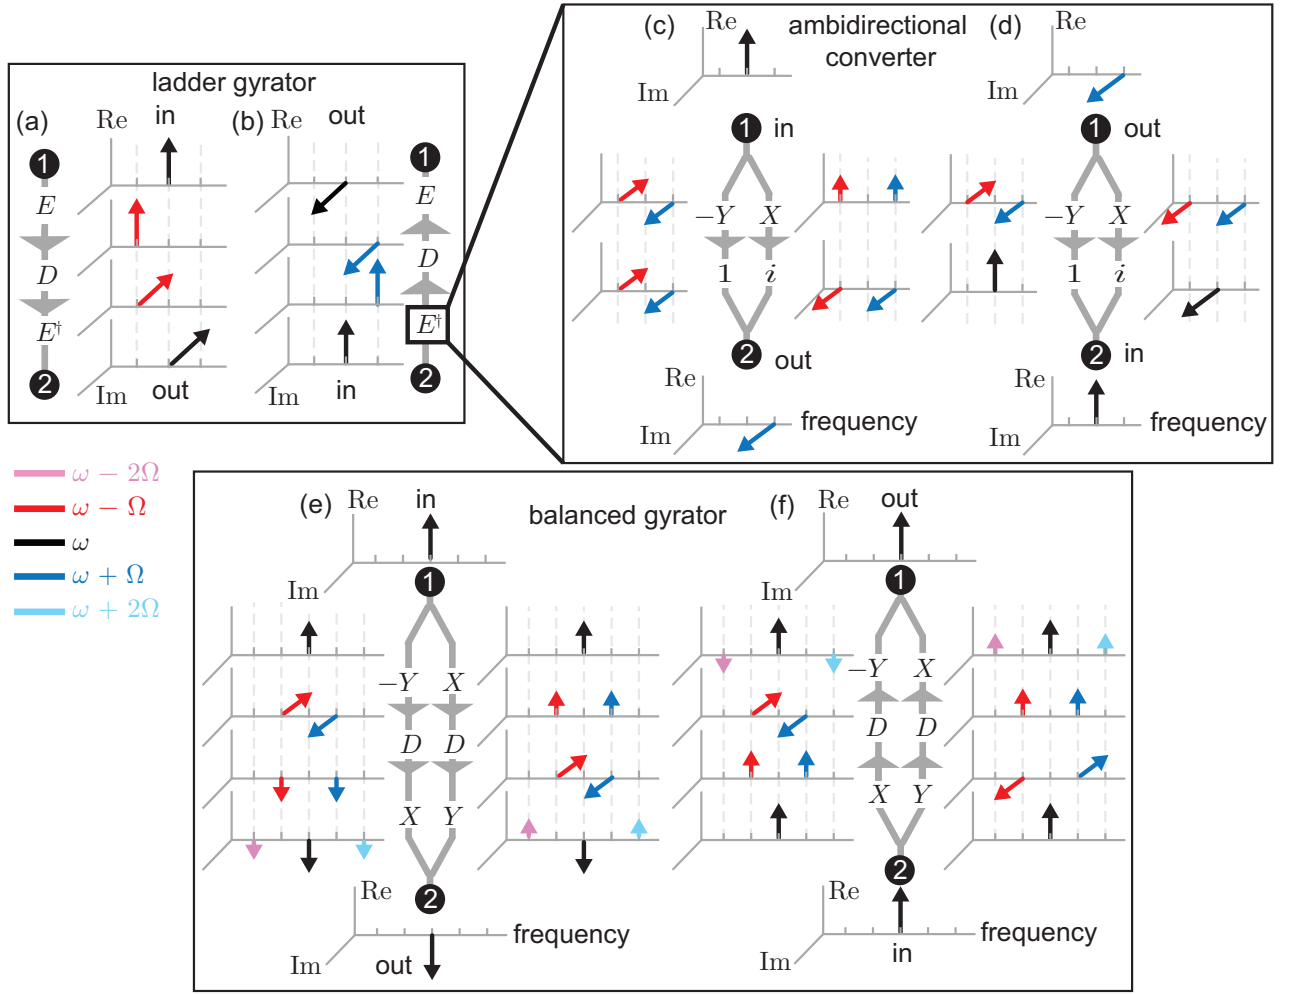 ladder gyrator
(a)
Re
in
(b)
Re
out
1
E
D
E†
2
Im
out
Im
in
1
E
D
E†
2
ambidirectional
converter
(c)
Re
Im
1
in
−Y
X
1
i
2
out
Re
Im
frequency
(d)
Re
Im
1
out
−Y
X
1
i
2
in
Re
Im
frequency
ω − 2Ω
ω − Ω
ω
ω + Ω
ω + 2Ω
balanced gyrator
(e)
Re
in
Im
1
−Y
X
D
D
X
Y
2
Re
Im
out
frequency
(f)
Re
out
Im
1
−Y
X
D
D
X
Y
2
Re
Im
in
frequency